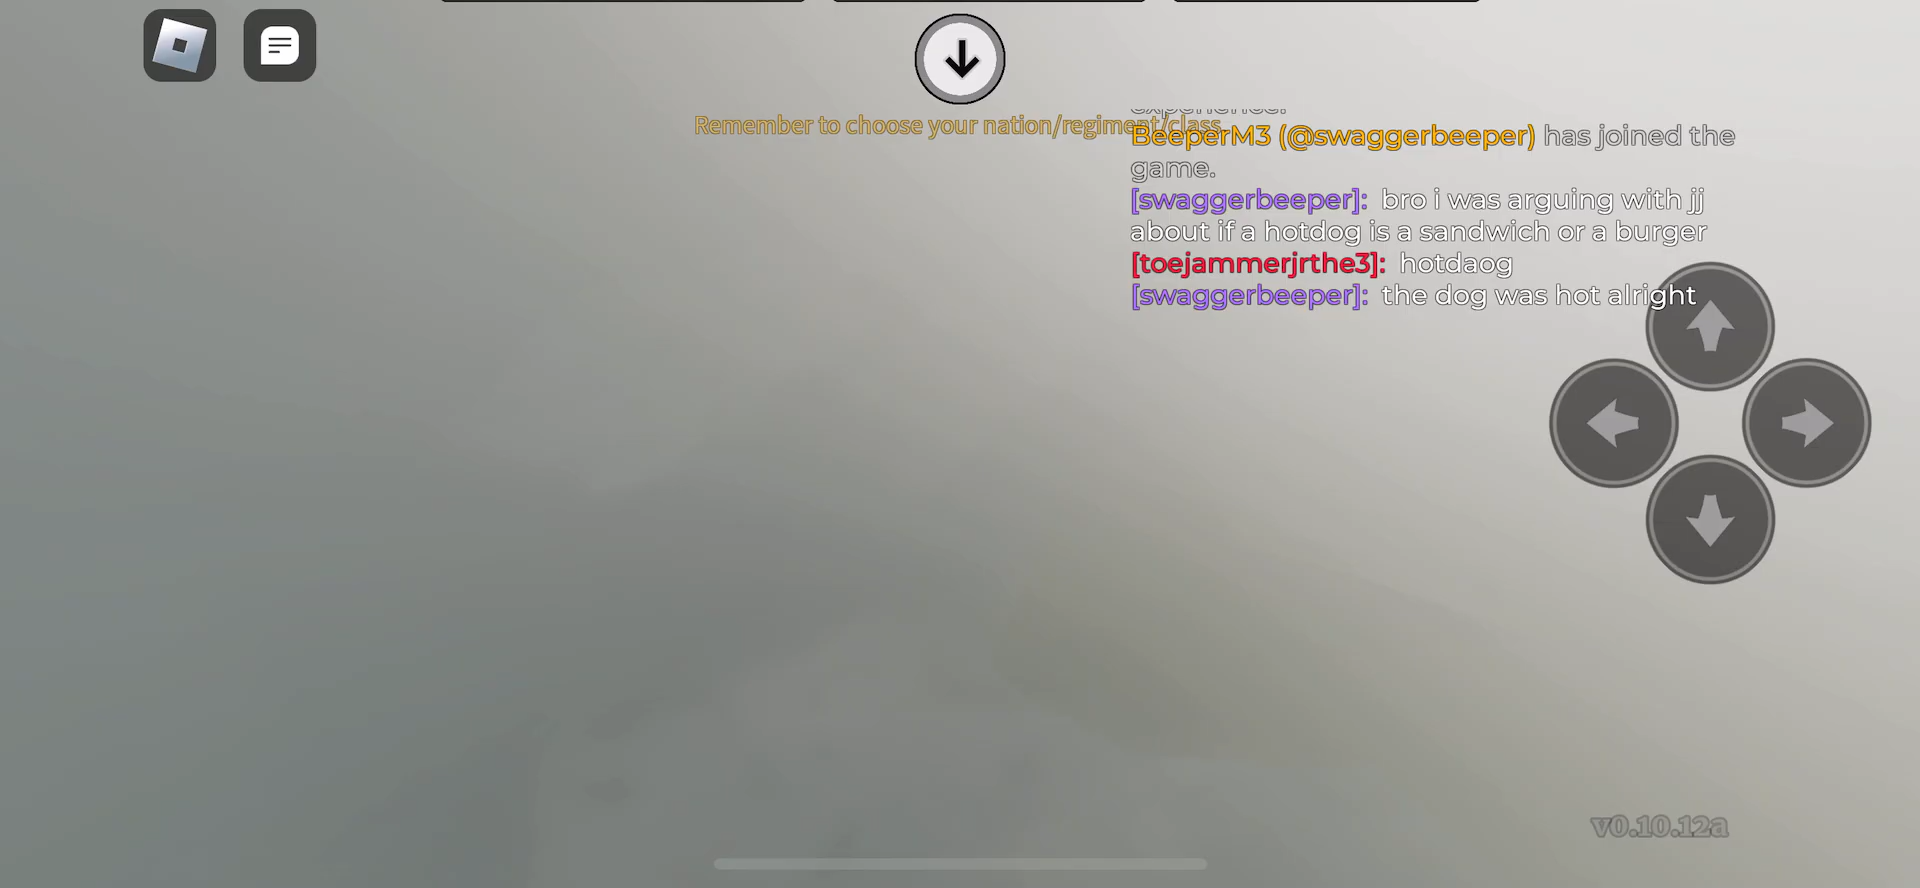 experience.
Remember to choose your nation/regiment/class.
BeeperM3 (@swaggerbeeper) has joined the
game.
[swaggerbeeper]: bro i was arguing with jj
about if a hotdog is a sandwich or a burger
[toejammerjrthe3]: hotdaog
[swaggerbeeper]: the dog was hot alright
v0.10.12a